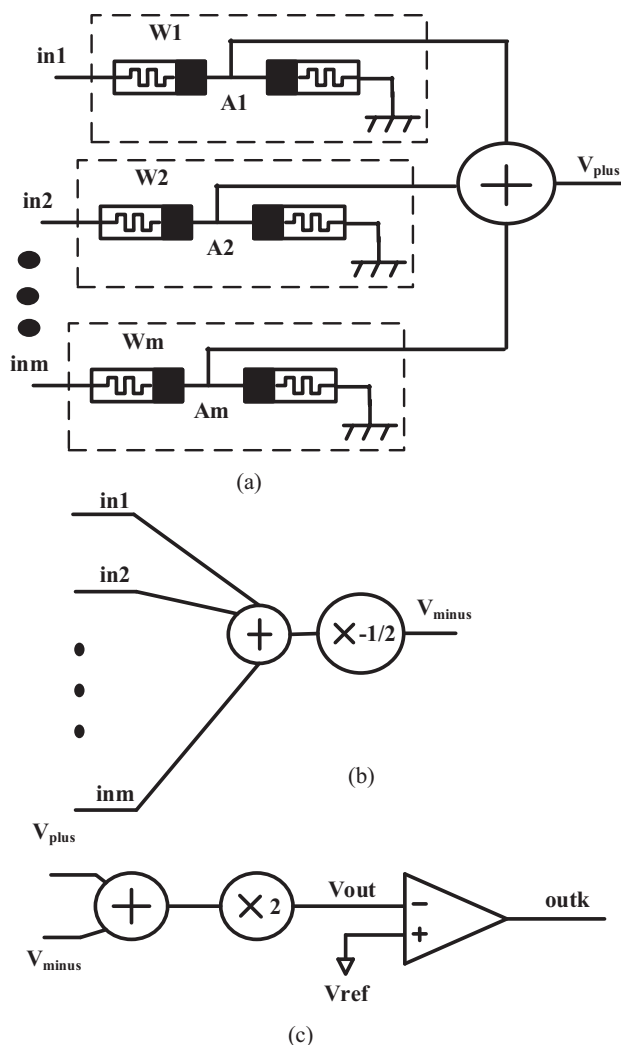 W1
in1
A1
W2
in2
A2
V_plus
Wm
inm
Am
(a)
in1
in2
× -1/2
V_minus
inm
(b)
V_plus
V_minus
× 2
Vout
outk
Vref
(c)